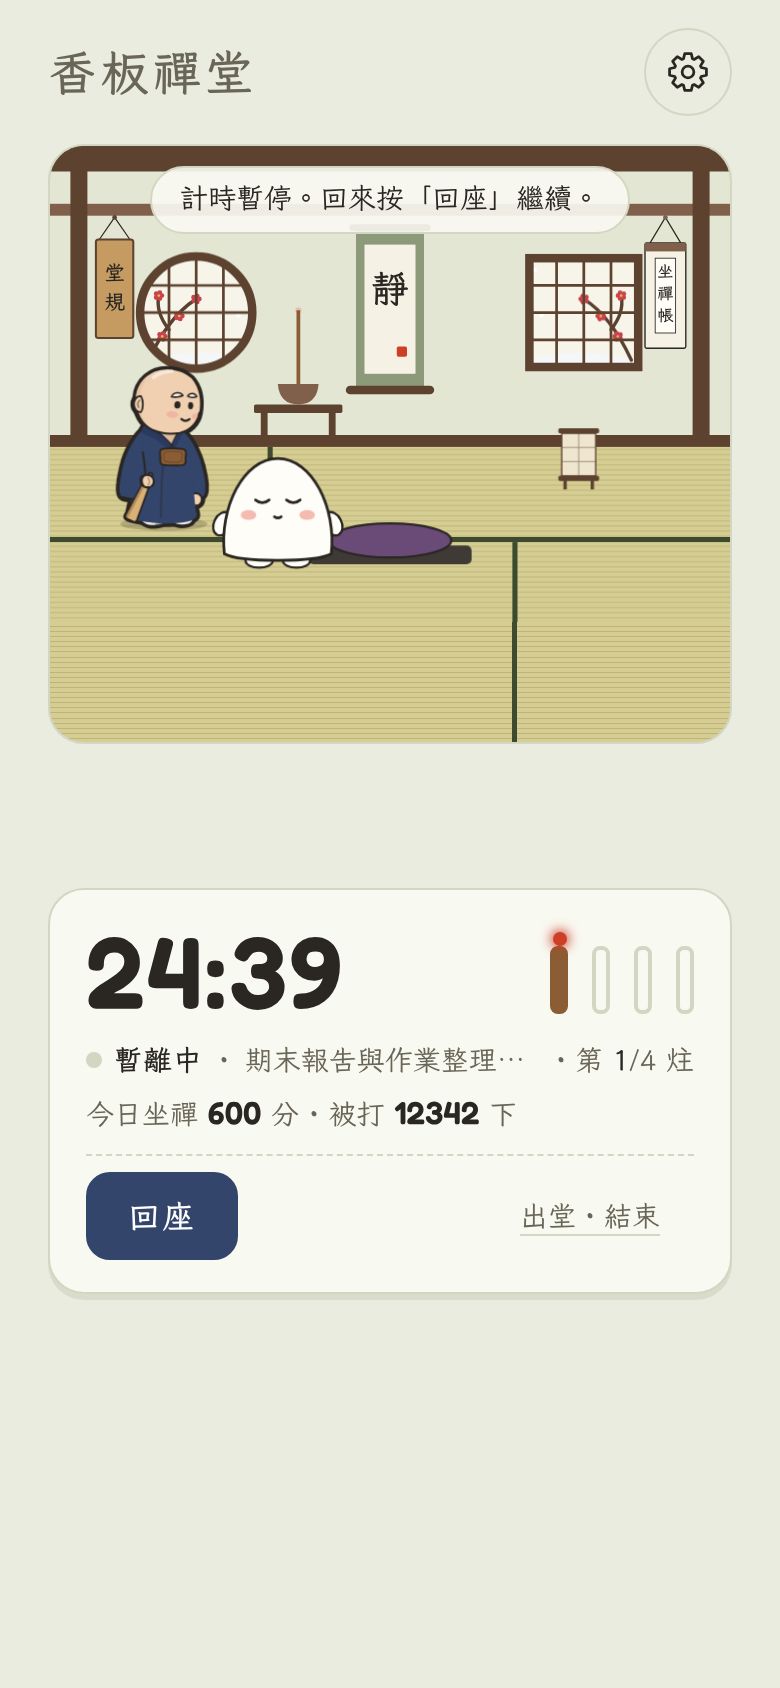 香板禪堂
計時暫停。回來按「回座」繼續。
堂規
靜
坐禪帳
24:39
暫離中 · 期末報告與作業整理… · 第 1/4 炷
今日坐禪 600 分 · 被打 12342 下
回座
出堂 · 結束